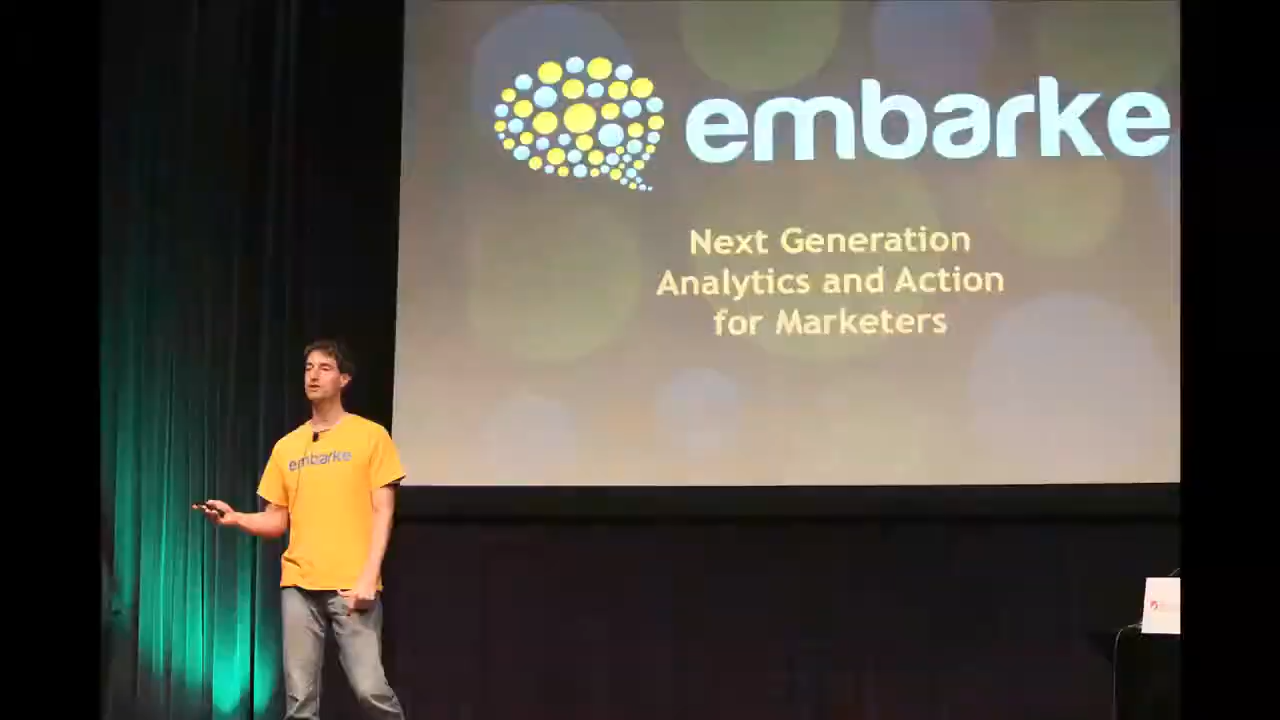 embarke
Next Generation
Analytics and Action
for Marketers
embarke